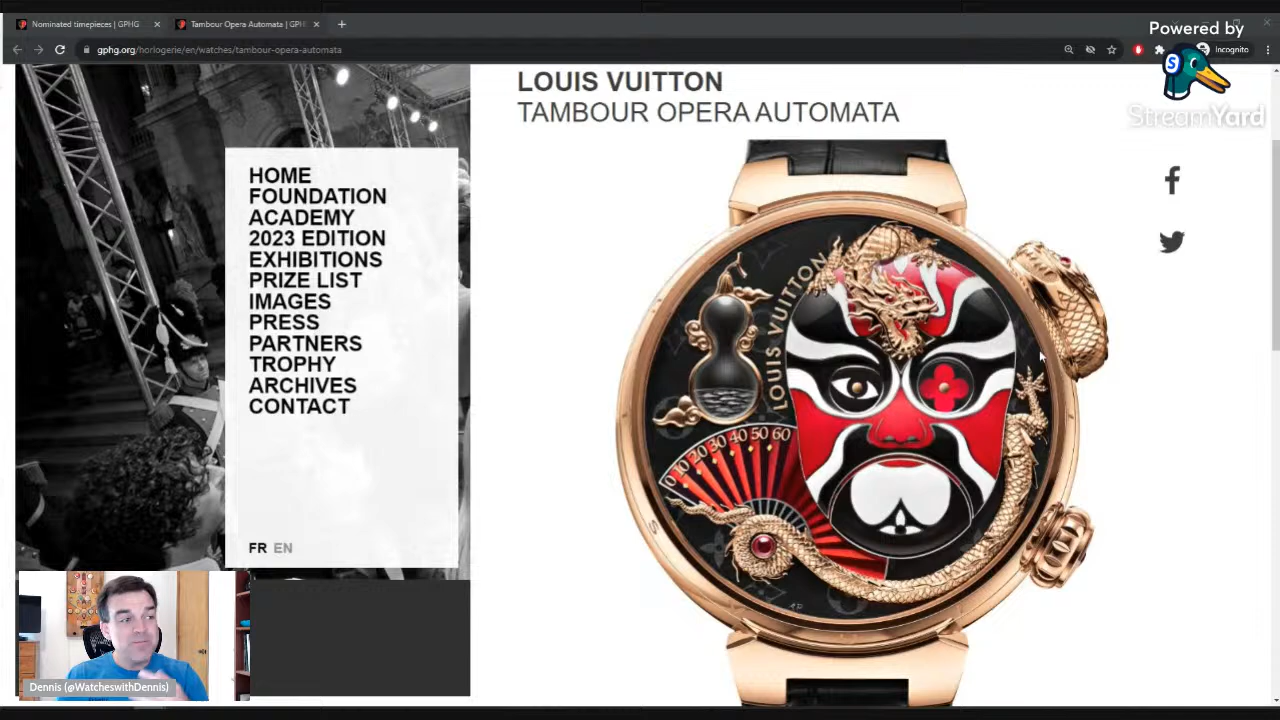 Nominated timepieces | GPHG
Tambour Opera Automata | GPH
gphg.org/horlogerie/en/watches/tambour-opera-automata
Incognito
Powered by
S
StreamYard
LOUIS VUITTON
TAMBOUR OPERA AUTOMATA
HOME
FOUNDATION
ACADEMY
2023 EDITION
EXHIBITIONS
PRIZE LIST
IMAGES
PRESS
PARTNERS
TROPHY
ARCHIVES
CONTACT
FR EN
LOUIS VUITTON
0 10 20 30 40 50 60
Dennis (@WatcheswithDennis)